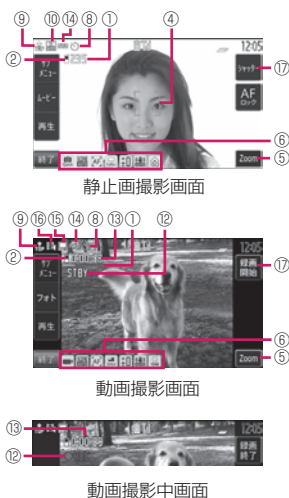 ⑨ ⑩ ⑭ ⑧ ① ④
② 12:05
サブメニュー
シャッター ⑰
ムービー
AFロック
再生
⑥
終了 Zoom ⑤
静止画撮影画面
⑨ ⑯ ⑮ ⑭ ⑧ ⑬ ① ⑫
② 12:05
サブメニュー
STBY
録画開始 ⑰
フォト
再生
⑥
終了 Zoom ⑤
動画撮影画面
⑬ 12:05
⑫
録画終了
動画撮影中画面